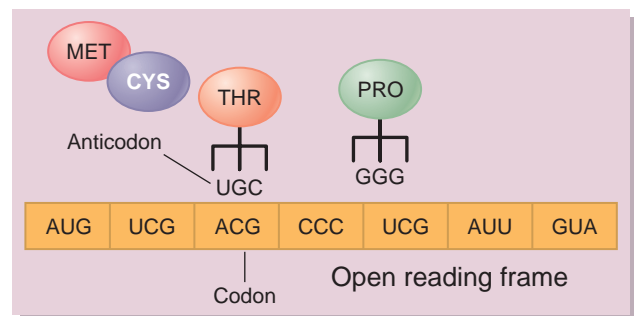 MET
CYS
THR
PRO
Anticodon
UGC
GGG
AUG UCG ACG CCC UCG AUU GUA
Open reading frame
Codon